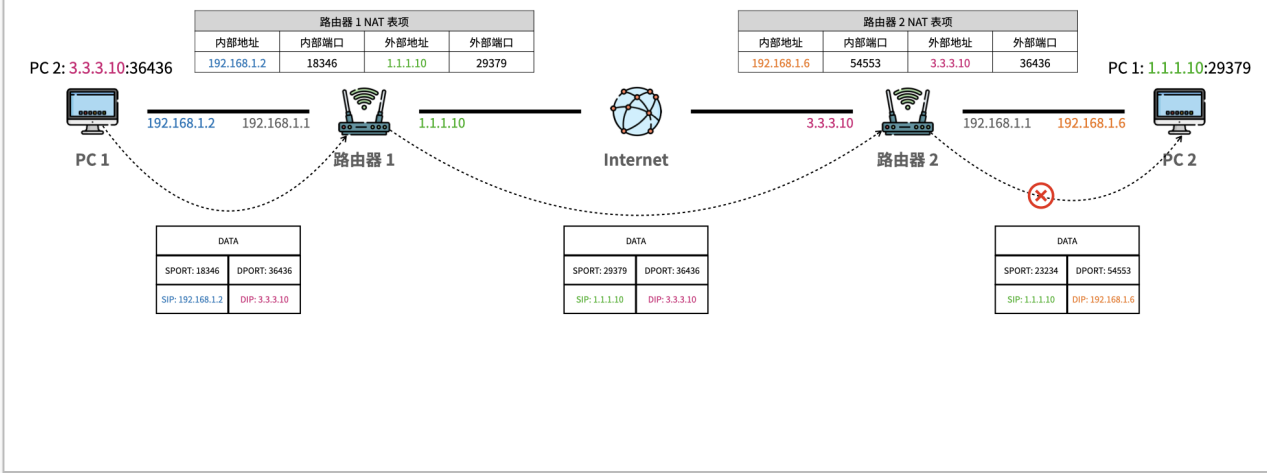 路由器 1 NAT 表项
内部地址 内部端口 外部地址 外部端口
192.168.1.2 18346 1.1.1.10 29379
路由器 2 NAT 表项
内部地址 内部端口 外部地址 外部端口
192.168.1.6 54553 3.3.3.10 36436
PC 2: 3.3.3.10:36436
PC 1: 1.1.1.10:29379
192.168.1.2 192.168.1.1 1.1.1.10 3.3.3.10 192.168.1.1 192.168.1.6
PC 1 路由器 1 Internet 路由器 2 PC 2
DATA
SPORT: 18346 DPORT: 36436
SIP: 192.168.1.2 DIP: 3.3.3.10
DATA
SPORT: 29379 DPORT: 36436
SIP: 1.1.1.10 DIP: 3.3.3.10
DATA
SPORT: 23234 DPORT: 54553
SIP: 1.1.1.10 DIP: 192.168.1.6